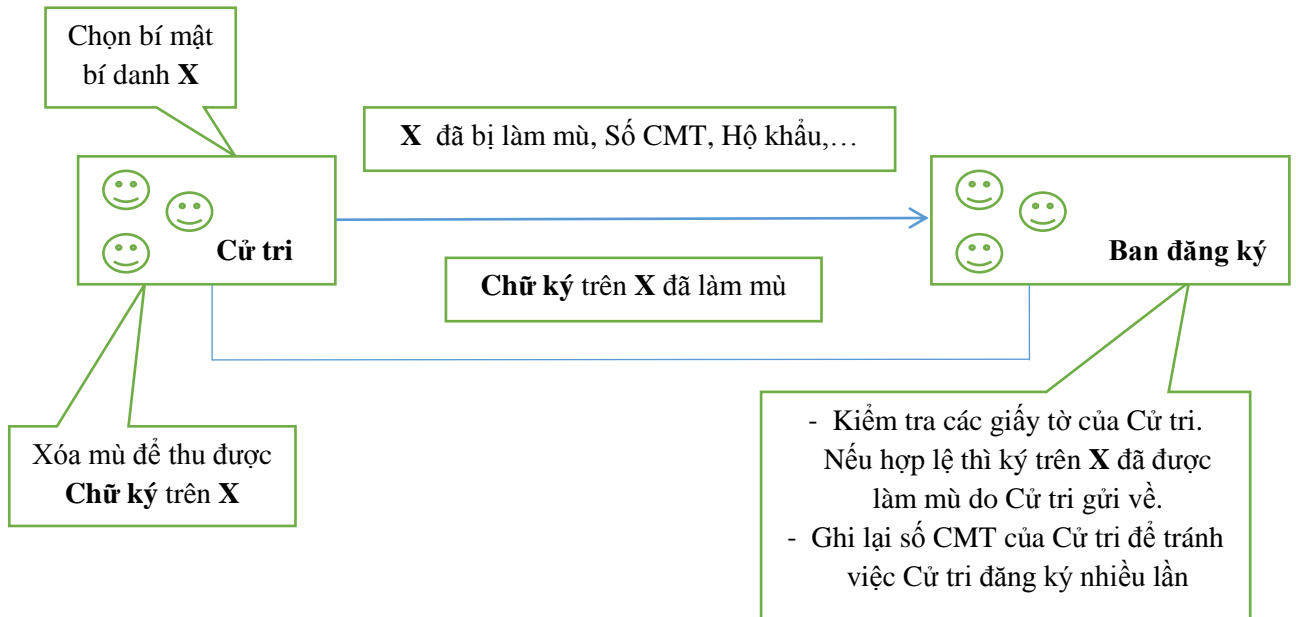 Chọn bí mật
bí danh X
X đã bị làm mù, Số CMT, Hộ khẩu,…
Cử tri
Ban đăng ký
Chữ ký trên X đã làm mù
Xóa mù để thu được
Chữ ký trên X
- Kiểm tra các giấy tờ của Cử tri.
Nếu hợp lệ thì ký trên X đã được
làm mù do Cử tri gửi về.
- Ghi lại số CMT của Cử tri để tránh
việc Cử tri đăng ký nhiều lần